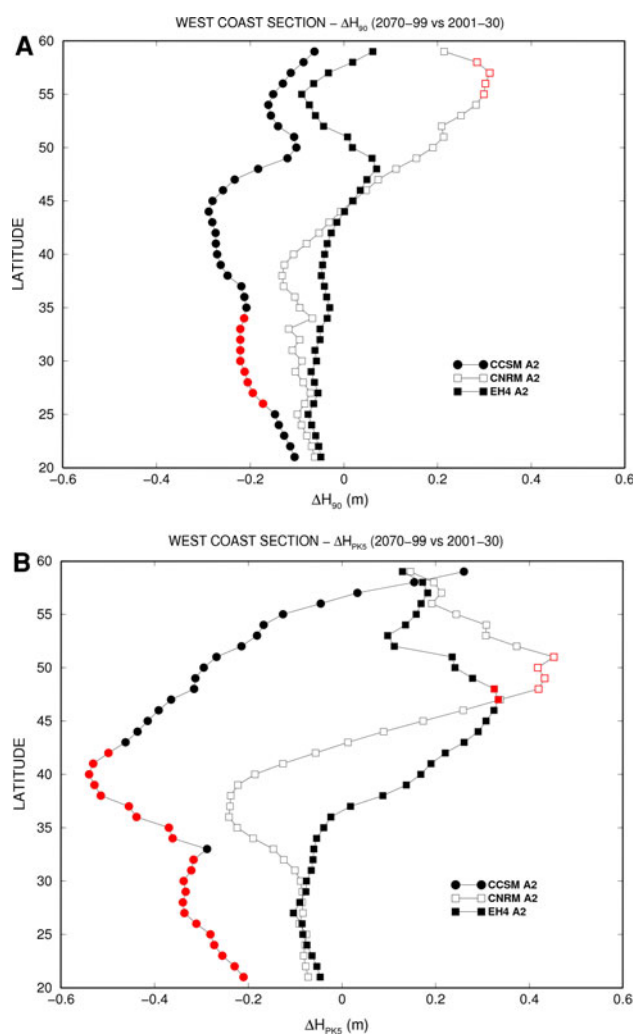 A
WEST COAST SECTION – ΔH90 (2070–99 vs 2001–30)
60
55
50
45
40
35
30
25
20
LATITUDE
CCSM A2
CNRM A2
EH4 A2
−0.6 −0.4 −0.2 0 0.2 0.4 0.6
ΔH90 (m)
B
WEST COAST SECTION – ΔHPK5 (2070–99 vs 2001–30)
60
55
50
45
40
35
30
25
20
LATITUDE
CCSM A2
CNRM A2
EH4 A2
−0.6 −0.4 −0.2 0 0.2 0.4 0.6
ΔHPK5 (m)